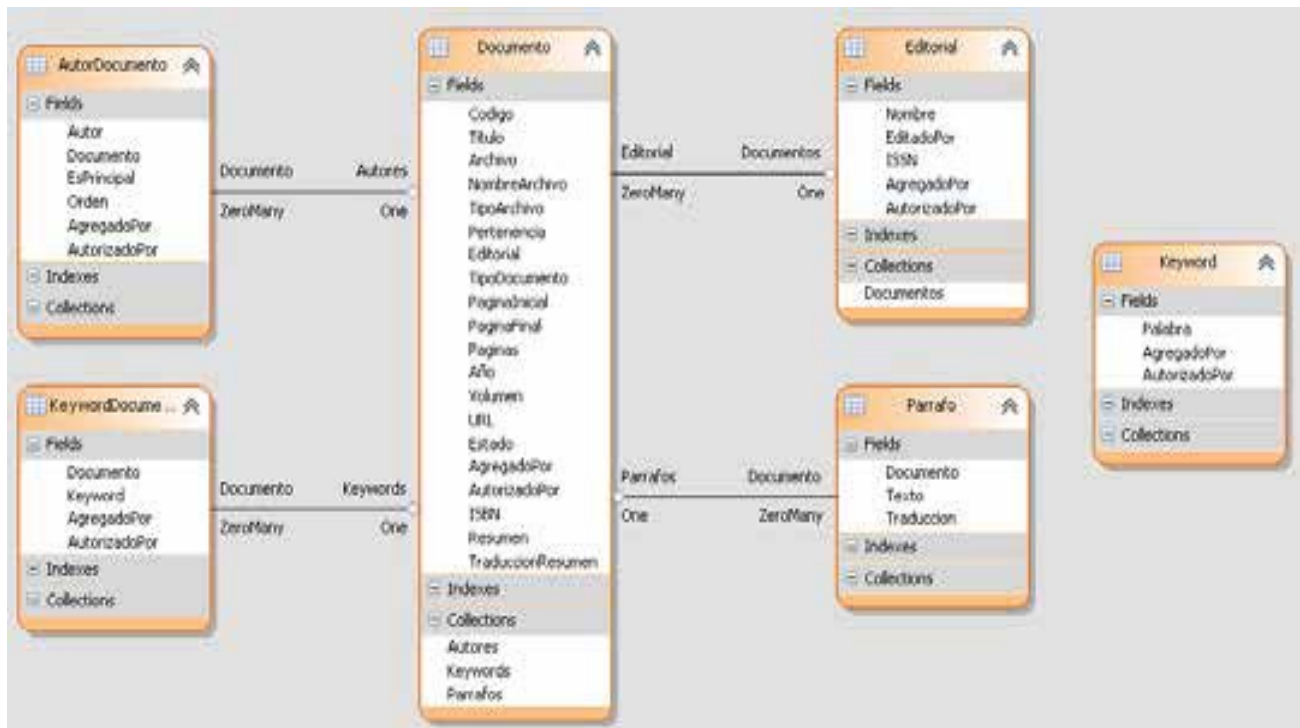 AutorDocumento
Fields
Autor
Documento
EsPrincipal
Orden
AgregadoPor
AutorizadoPor
Indexes
Collections
KeywordDocume...
Fields
Documento
Keyword
AgregadoPor
AutorizadoPor
Indexes
Collections
Documento Autores
ZeroMany One
Documento Keywords
ZeroMany One
Documento
Fields
Codigo
Titulo
Archivo
NombreArchivo
TipoArchivo
Pertenencia
Editorial
TipoDocumento
PaginaInicial
PaginaFinal
Paginas
Año
Volumen
URL
Estado
AgregadoPor
AutorizadoPor
ISBN
Resumen
TraduccionResumen
Indexes
Collections
Autores
Keywords
Parrafos
Editorial Documentos
ZeroMany One
Parrafos Documento
One ZeroMany
Editorial
Fields
Nombre
EditadoPor
ISSN
AgregadoPor
AutorizadoPor
Indexes
Collections
Documentos
Parrafo
Fields
Documento
Texto
Traduccion
Indexes
Collections
Keyword
Fields
Palabra
AgregadoPor
AutorizadoPor
Indexes
Collections